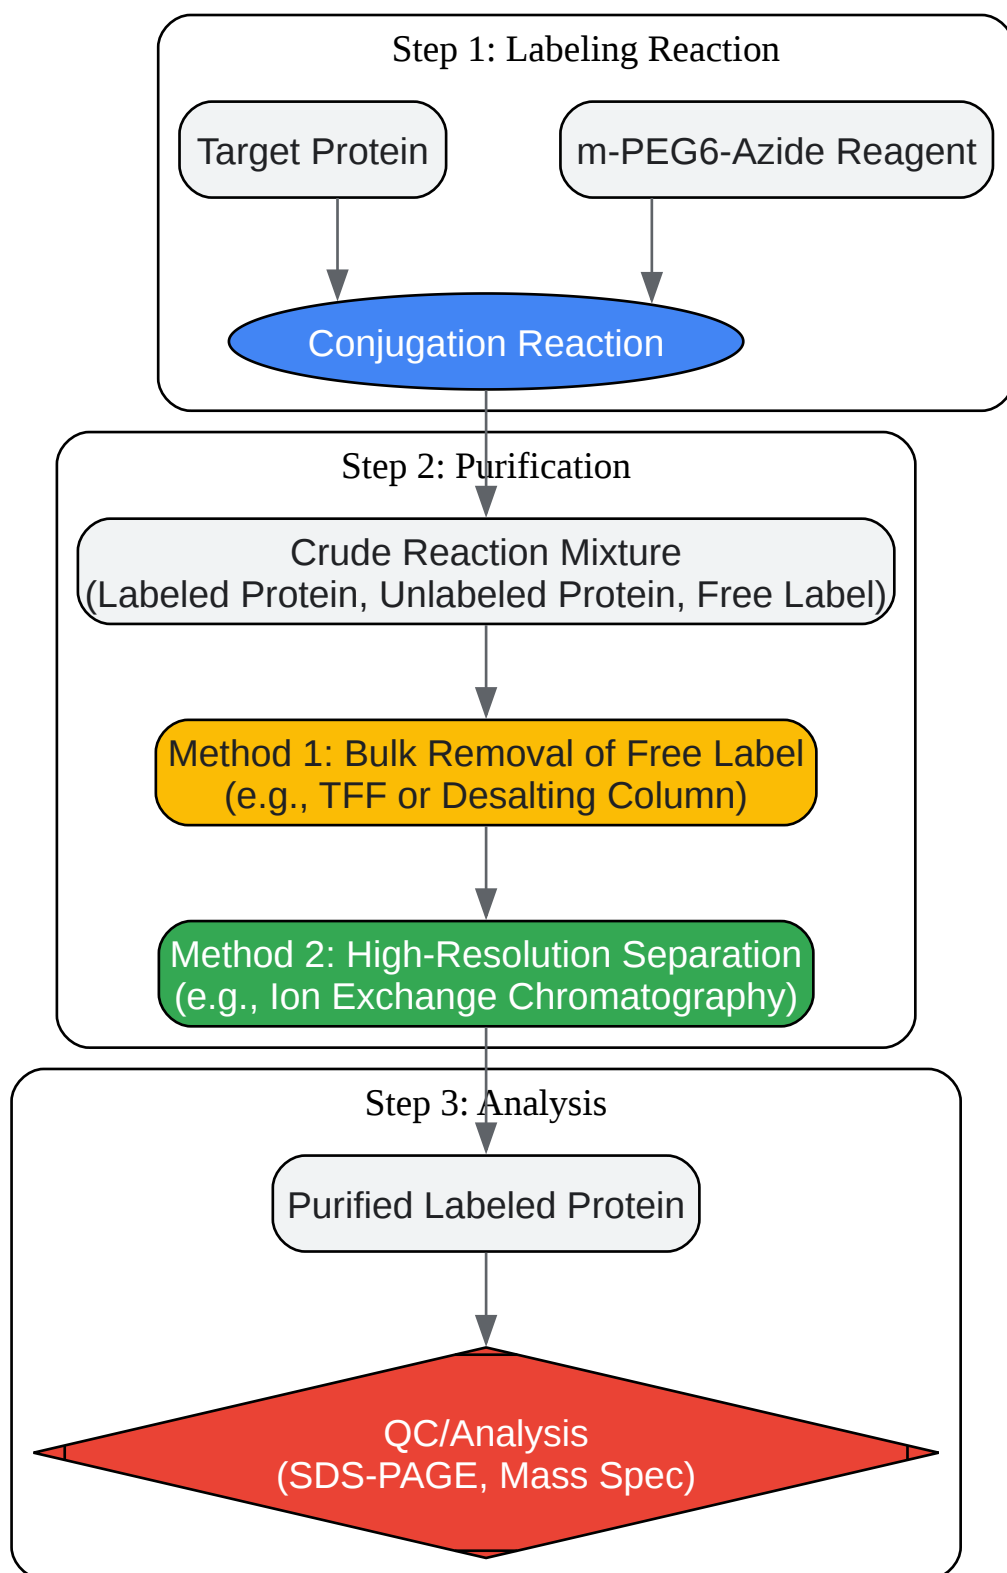 Step 1: Labeling Reaction
Target Protein
m-PEG6-Azide Reagent
Conjugation Reaction
Step 2: Purification
Crude Reaction Mixture
(Labeled Protein, Unlabeled Protein, Free Label)
Method 1: Bulk Removal of Free Label
(e.g., TFF or Desalting Column)
Method 2: High-Resolution Separation
(e.g., Ion Exchange Chromatography)
Step 3: Analysis
Purified Labeled Protein
QC/Analysis
(SDS-PAGE, Mass Spec)